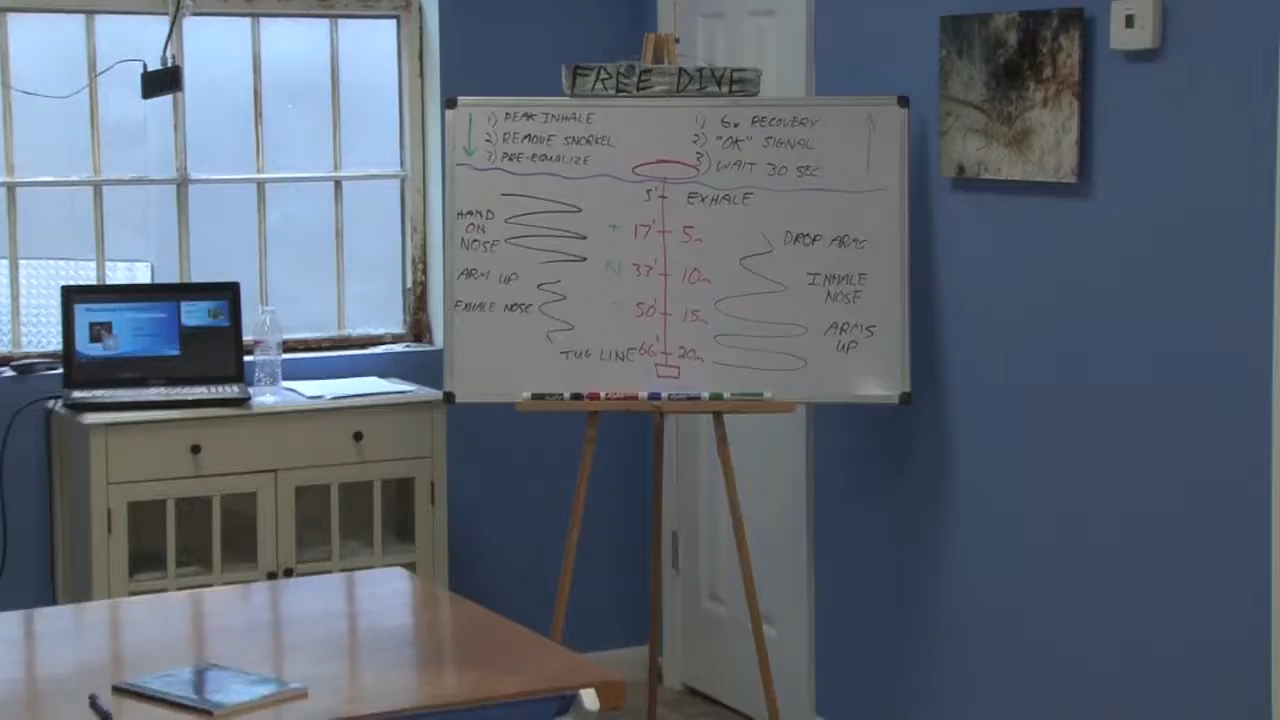 FREE DIVE
1) PEAK INHALE
2) REMOVE SNORKEL
3) PRE-EQUALIZE
1) 6x RECOVERY
2) "OK" SIGNAL
3) WAIT 30 SEC
5' EXHALE
HAND
ON
NOSE
+ 17' 5m
DROP ARMS
ARM UP
N 33' 10m
INHALE
NOSE
EXHALE NOSE
50' 15m
ARMS
UP
TUG LINE 66' 20m